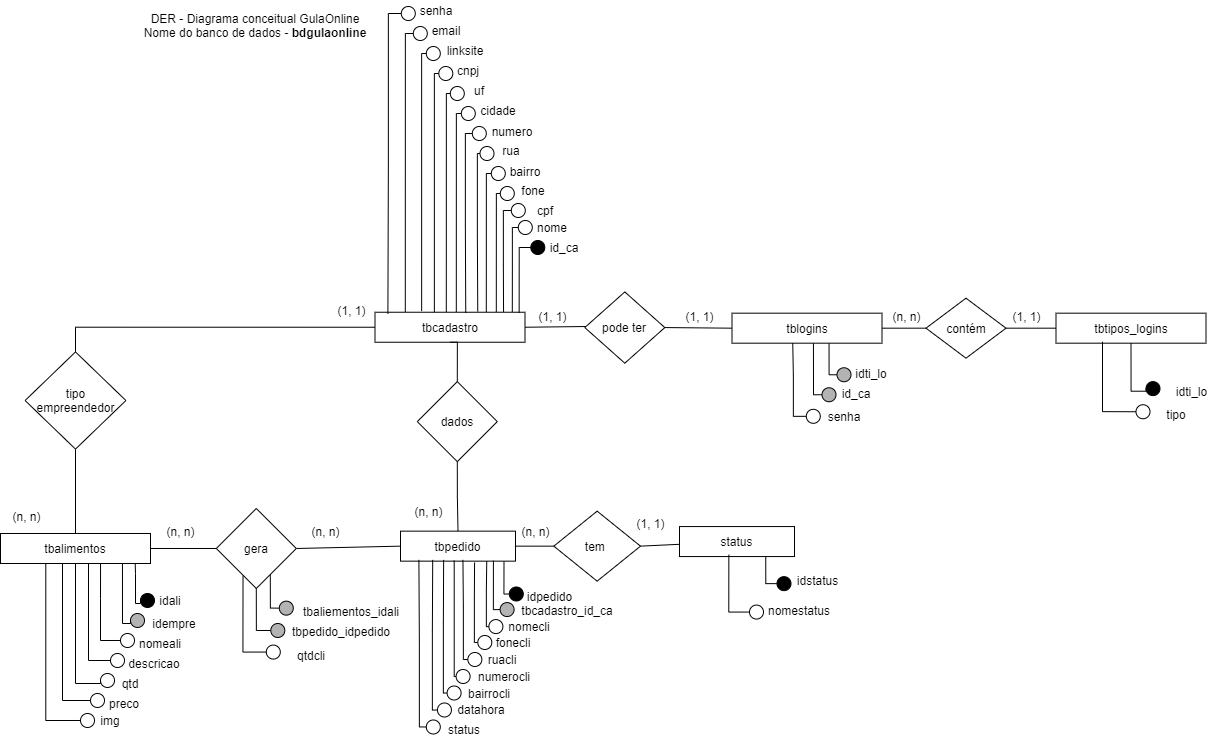 DER - Diagrama conceitual GulaOnline
Nome do banco de dados - bdgulaonline
senha
email
linksite
cnpj
uf
cidade
numero
rua
bairro
fone
cpf
nome
id_ca
(1, 1)
tbcadastro
(1, 1)
pode ter
(1, 1)
tblogins
(n, n)
contém
(1, 1)
tbtipos_logins
idti_lo
id_ca
senha
idti_lo
tipo
tipo
empreendedor
dados
(n, n)
(n, n)
(n, n)
(n, n)
(n, n)
(1, 1)
tbalimentos
gera
tbpedido
tem
status
idali
idempre
nomeali
descricao
qtd
preco
img
tbaliementos_idali
tbpedido_idpedido
qtdcli
idpedido
tbcadastro_id_ca
nomecli
fonecli
ruacli
numerocli
bairrocli
datahora
status
idstatus
nomestatus